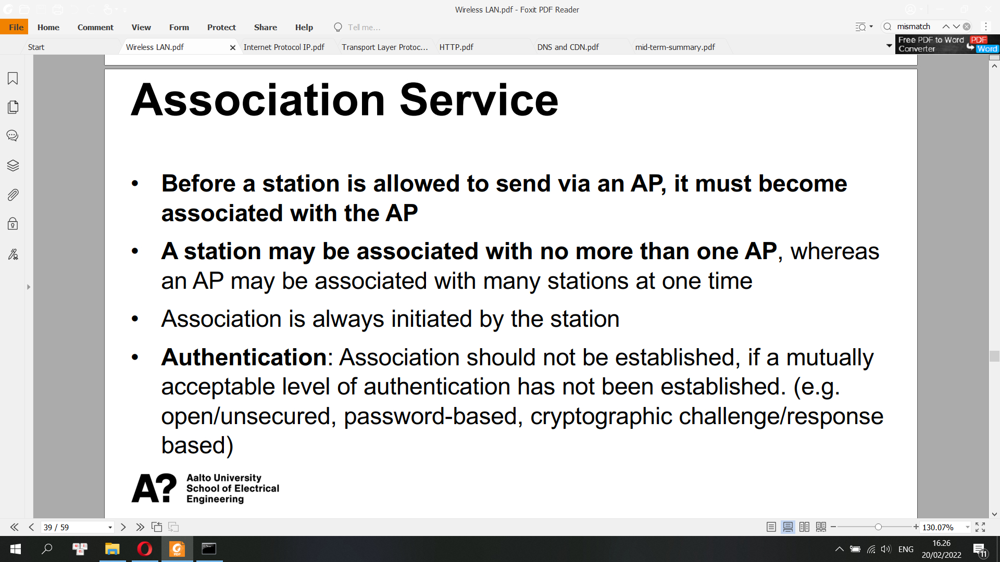 Wireless LAN.pdf - Foxit PDF Reader
File Home Comment View Form Protect Share Help Tell me... mismatch
Start Wireless LAN.pdf Internet Protocol IP.pdf Transport Layer Protoc... HTTP.pdf DNS and CDN.pdf mid-term-summary.pdf
Free PDF to Word PDF
Converter Word
Association Service
• Before a station is allowed to send via an AP, it must become
associated with the AP
• A station may be associated with no more than one AP, whereas
an AP may be associated with many stations at one time
• Association is always initiated by the station
• Authentication: Association should not be established, if a mutually
acceptable level of authentication has not been established. (e.g.
open/unsecured, password-based, cryptographic challenge/response
based)
A?
Aalto University
School of Electrical
Engineering
39 / 59
130.07%
ENG
16.26
20/02/2022
11